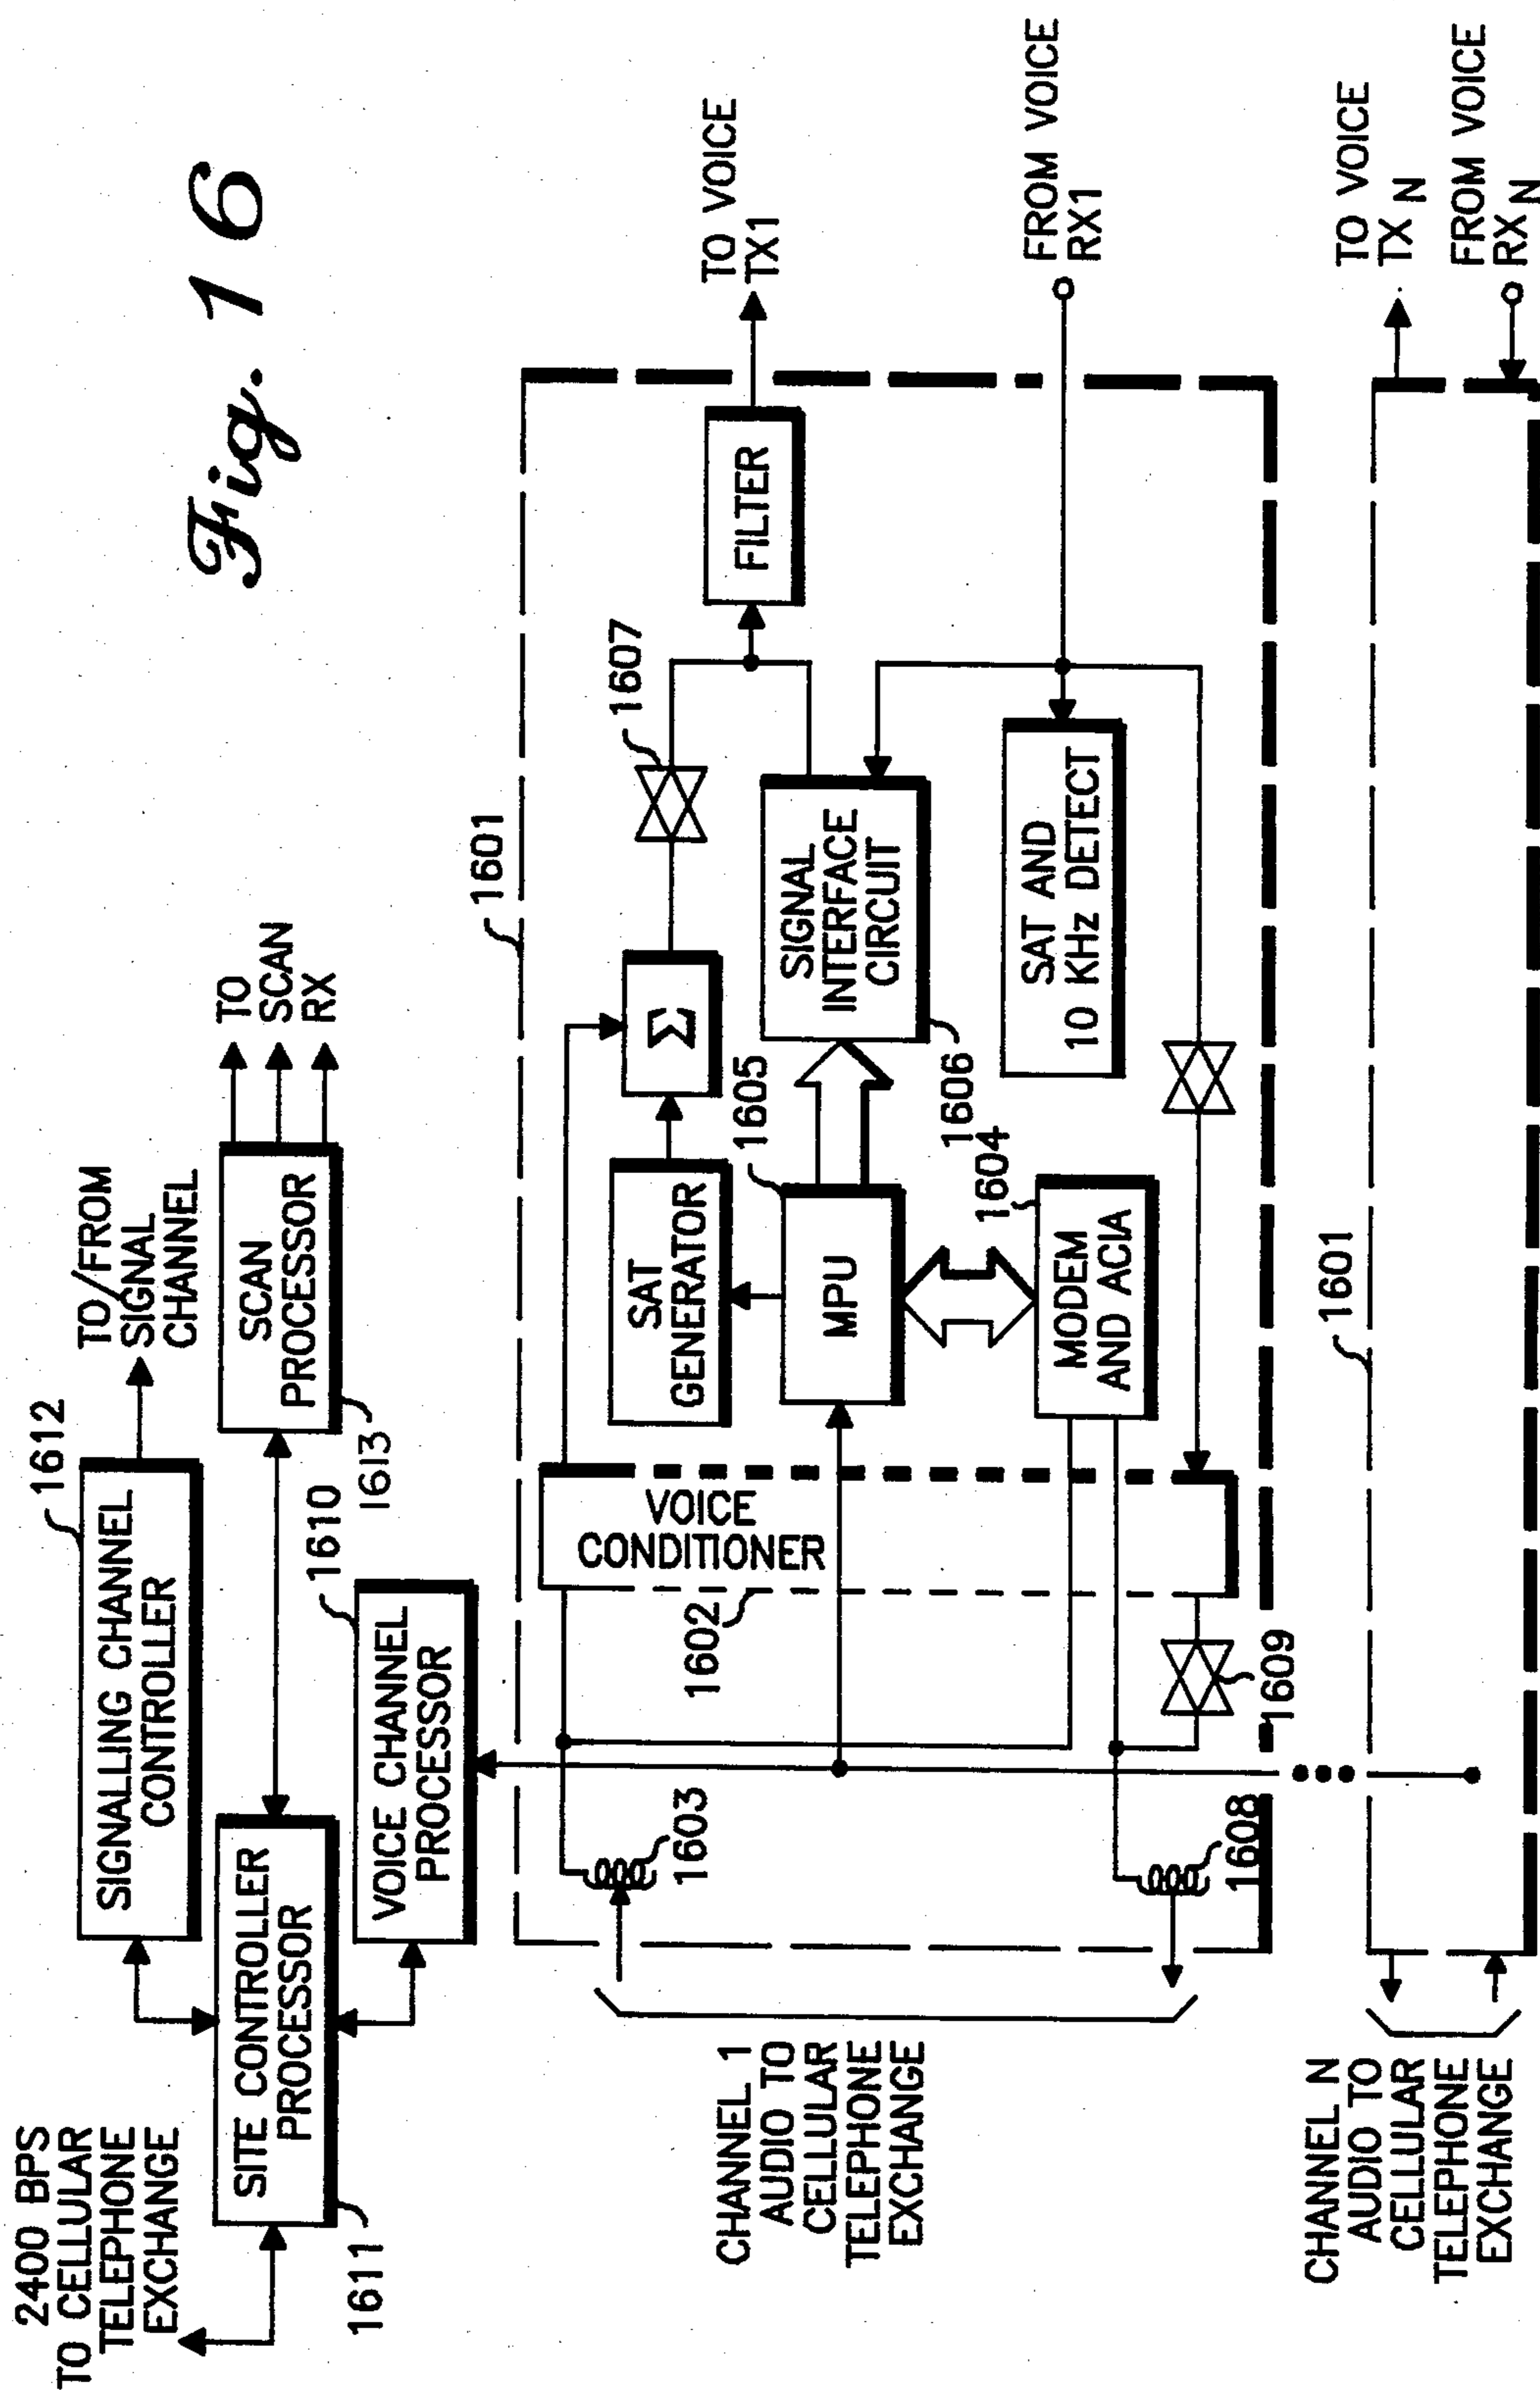 Fig. 16
2400 BPS
TO CELLULAR
TELEPHONE
EXCHANGE
SIGNALLING CHANNEL
CONTROLLER
1612
TO/FROM
SIGNAL
CHANNEL
SITE CONTROLLER
PROCESSOR
1611
SCAN
PROCESSOR
1613
TO
SCAN
RX
VOICE CHANNEL
PROCESSOR
1610
1601
CHANNEL 1
AUDIO TO
CELLULAR
TELEPHONE
EXCHANGE
1603
1602
VOICE
CONDITIONER
SAT
GENERATOR
Σ
1607
FILTER
TO VOICE
TX1
MPU
1605
SIGNAL
INTERFACE
CIRCUIT
1606
MODEM
AND ACIA
1604
SAT AND
10 KHz DETECT
FROM VOICE
RX1
1608
1609
1601
CHANNEL N
AUDIO TO
CELLULAR
TELEPHONE
EXCHANGE
TO VOICE
TX N
FROM VOICE
RX N